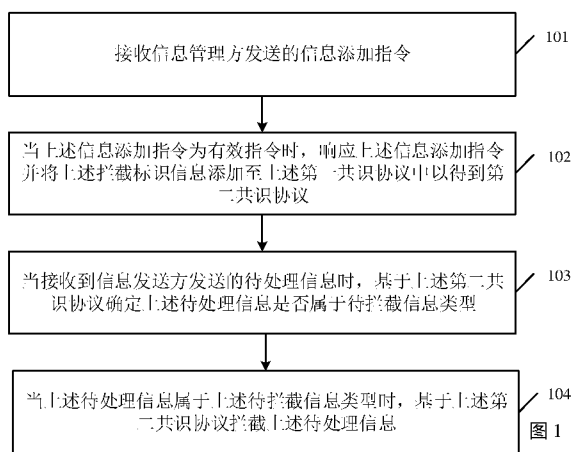 接收信息管理方发送的信息添加指令
101
当上述信息添加指令为有效指令时，响应上述信息添加指令
并将上述拦截标识信息添加至上述第一共识协议中以得到第
二共识协议
102
当接收到信息发送方发送的待处理信息时，基于上述第二共
识协议确定上述待处理信息是否属于待拦截信息类型
103
当上述待处理信息属于上述待拦截信息类型时，基于上述第
二共识协议拦截上述待处理信息
104
图1